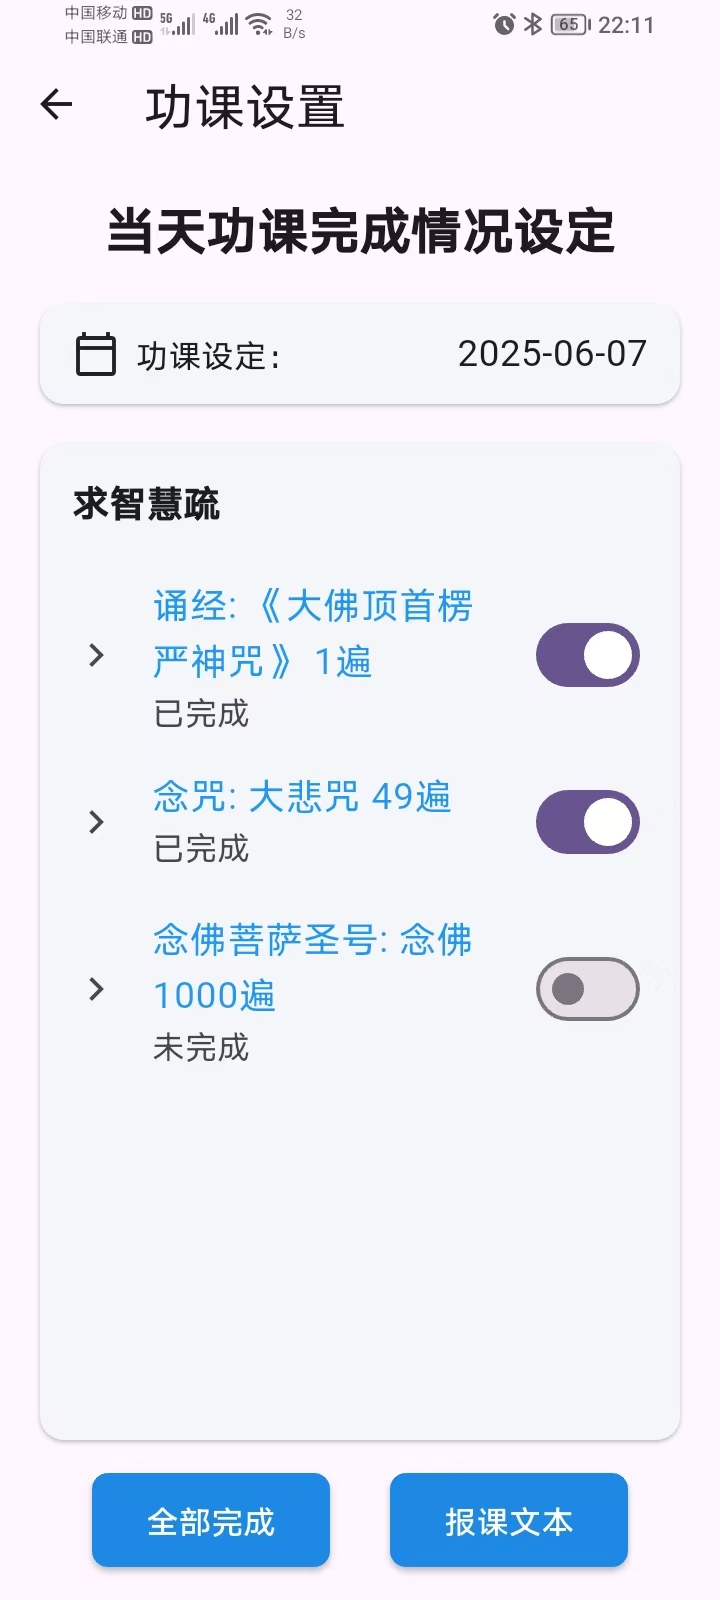 中国移动 HD 5G 4G 32 65 22:11
中国联通 HD B/s
功课设置
当天功课完成情况设定
功课设定: 2025-06-07
求智慧疏
诵经: 《大佛顶首楞
严神咒》 1遍
已完成
念咒: 大悲咒 49遍
已完成
念佛菩萨圣号: 念佛
1000遍
未完成
全部完成 报课文本